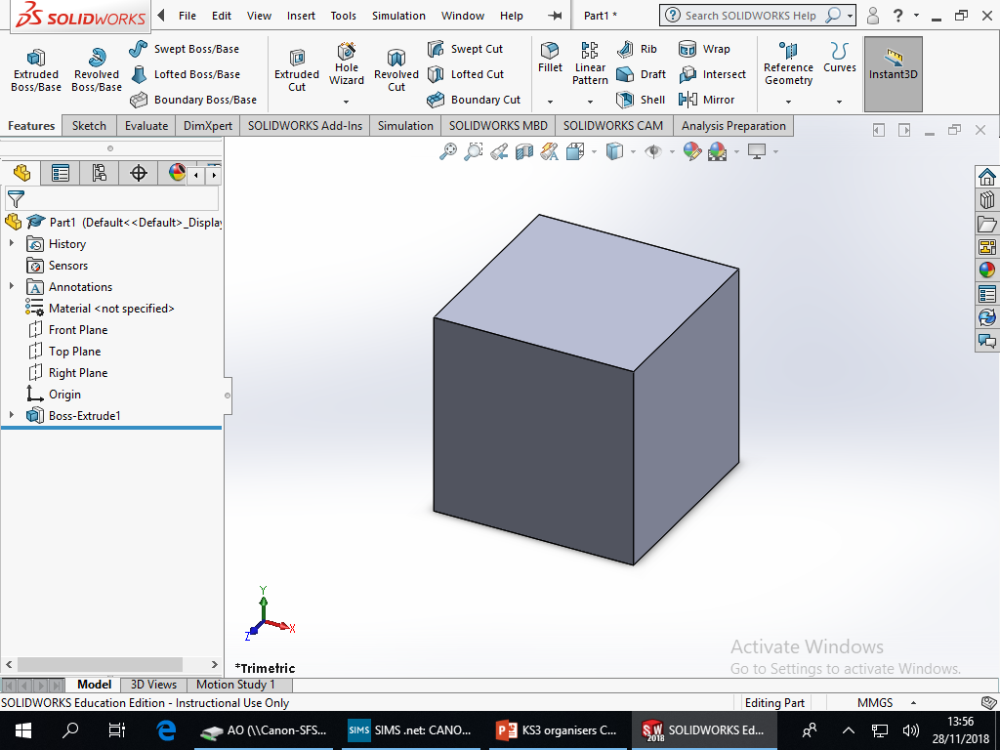 SOLIDWORKS File Edit View Insert Tools Simulation Window Help Part1 * Search SOLIDWORKS Help ?
Extruded Boss/Base
Revolved Boss/Base
Swept Boss/Base
Lofted Boss/Base
Boundary Boss/Base
Extruded Cut
Hole Wizard
Revolved Cut
Swept Cut
Lofted Cut
Boundary Cut
Fillet
Linear Pattern
Rib
Draft
Shell
Wrap
Intersect
Mirror
Reference Geometry
Curves
Instant3D
Features Sketch Evaluate DimXpert SOLIDWORKS Add-Ins Simulation SOLIDWORKS MBD SOLIDWORKS CAM Analysis Preparation
Part1 (Default<<Default>_Display
History
Sensors
Annotations
Material <not specified>
Front Plane
Top Plane
Right Plane
Origin
Boss-Extrude1
Y
X
Z
*Trimetric
Activate Windows
Go to Settings to activate Windows.
Model 3D Views Motion Study 1
SOLIDWORKS Education Edition - Instructional Use Only Editing Part MMGS
AO (\\Canon-SFS... SIMS SIMS .net: CANO... KS3 organisers C... SW 2018 SOLIDWORKS Ed...
13:56
28/11/2018